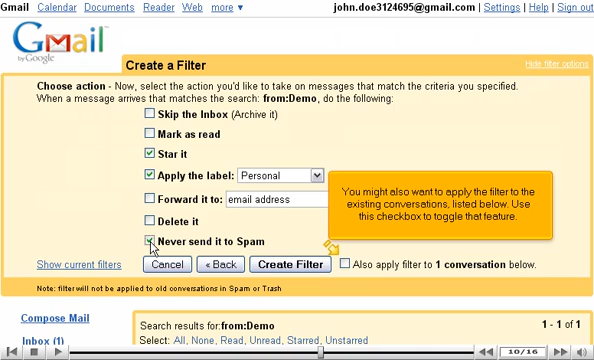 Gmail Calendar Documents Reader Web more ▼ john.doe3124695@gmail.com | Settings | Help | Sign out
Gmail
by Google
Create a Filter
Hide filter options
Choose action - Now, select the action you'd like to take on messages that match the criteria you specified.
When a message arrives that matches the search: from:Demo, do the following:
Skip the Inbox (Archive it)
Mark as read
Star it
Apply the label: Personal
Forward it to: email address
Delete it
Never send it to Spam
You might also want to apply the filter to the
existing conversations, listed below. Use
this checkbox to toggle that feature.
Show current filters Cancel « Back Create Filter Also apply filter to 1 conversation below.
Note: filter will not be applied to old conversations in Spam or Trash
Compose Mail
Inbox (1)
Search results for:from:Demo 1 - 1 of 1
Select: All, None, Read, Unread, Starred, Unstarred
10/16